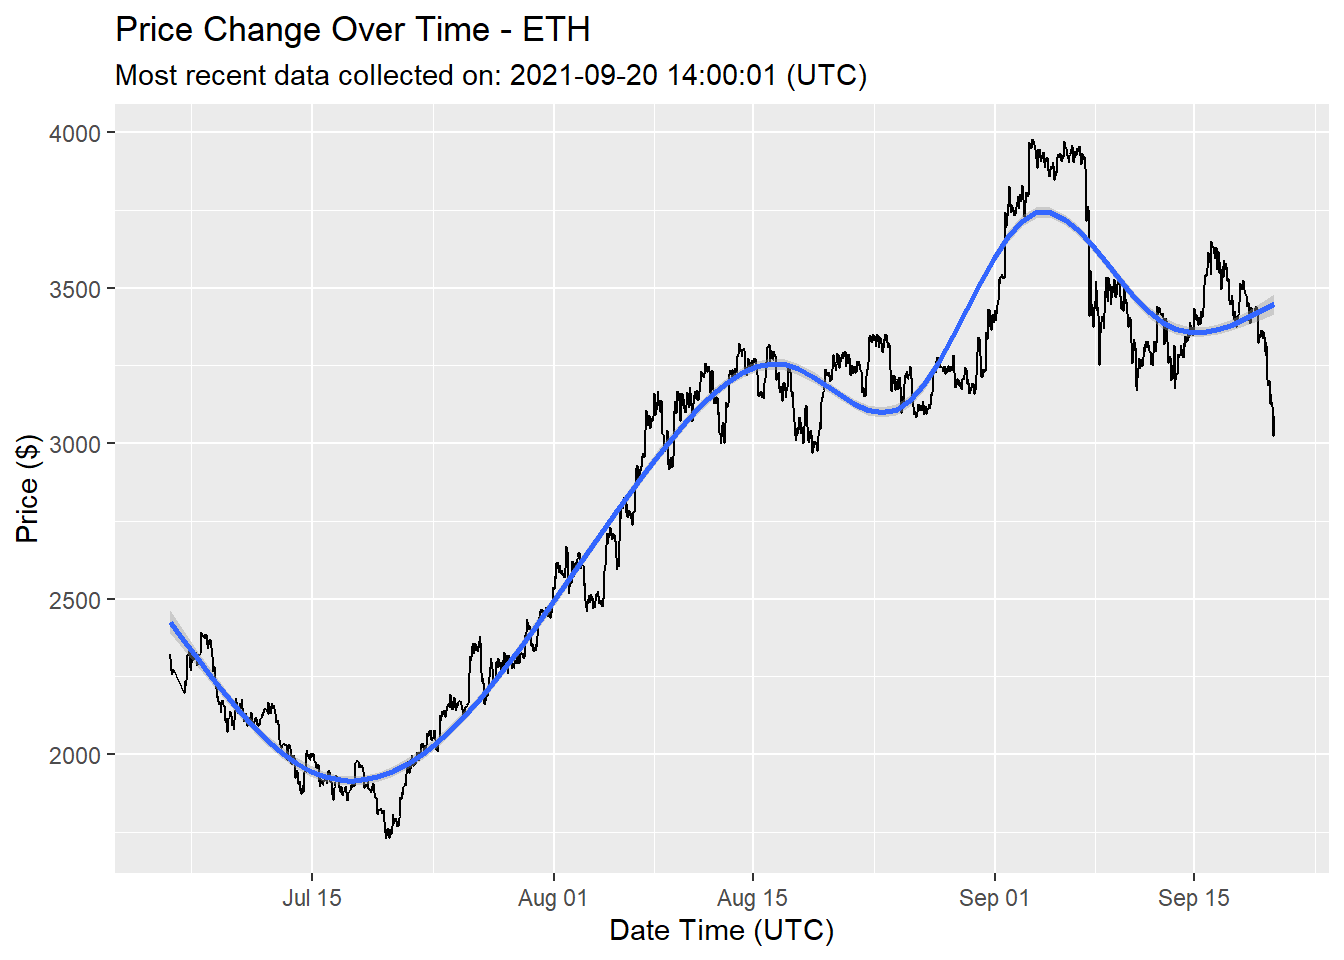 Price Change Over Time - ETH
Most recent data collected on: 2021-09-20 14:00:01 (UTC)
4000
3500
3000
2500
2000
Price ($)
Jul 15
Aug 01
Aug 15
Sep 01
Sep 15
Date Time (UTC)